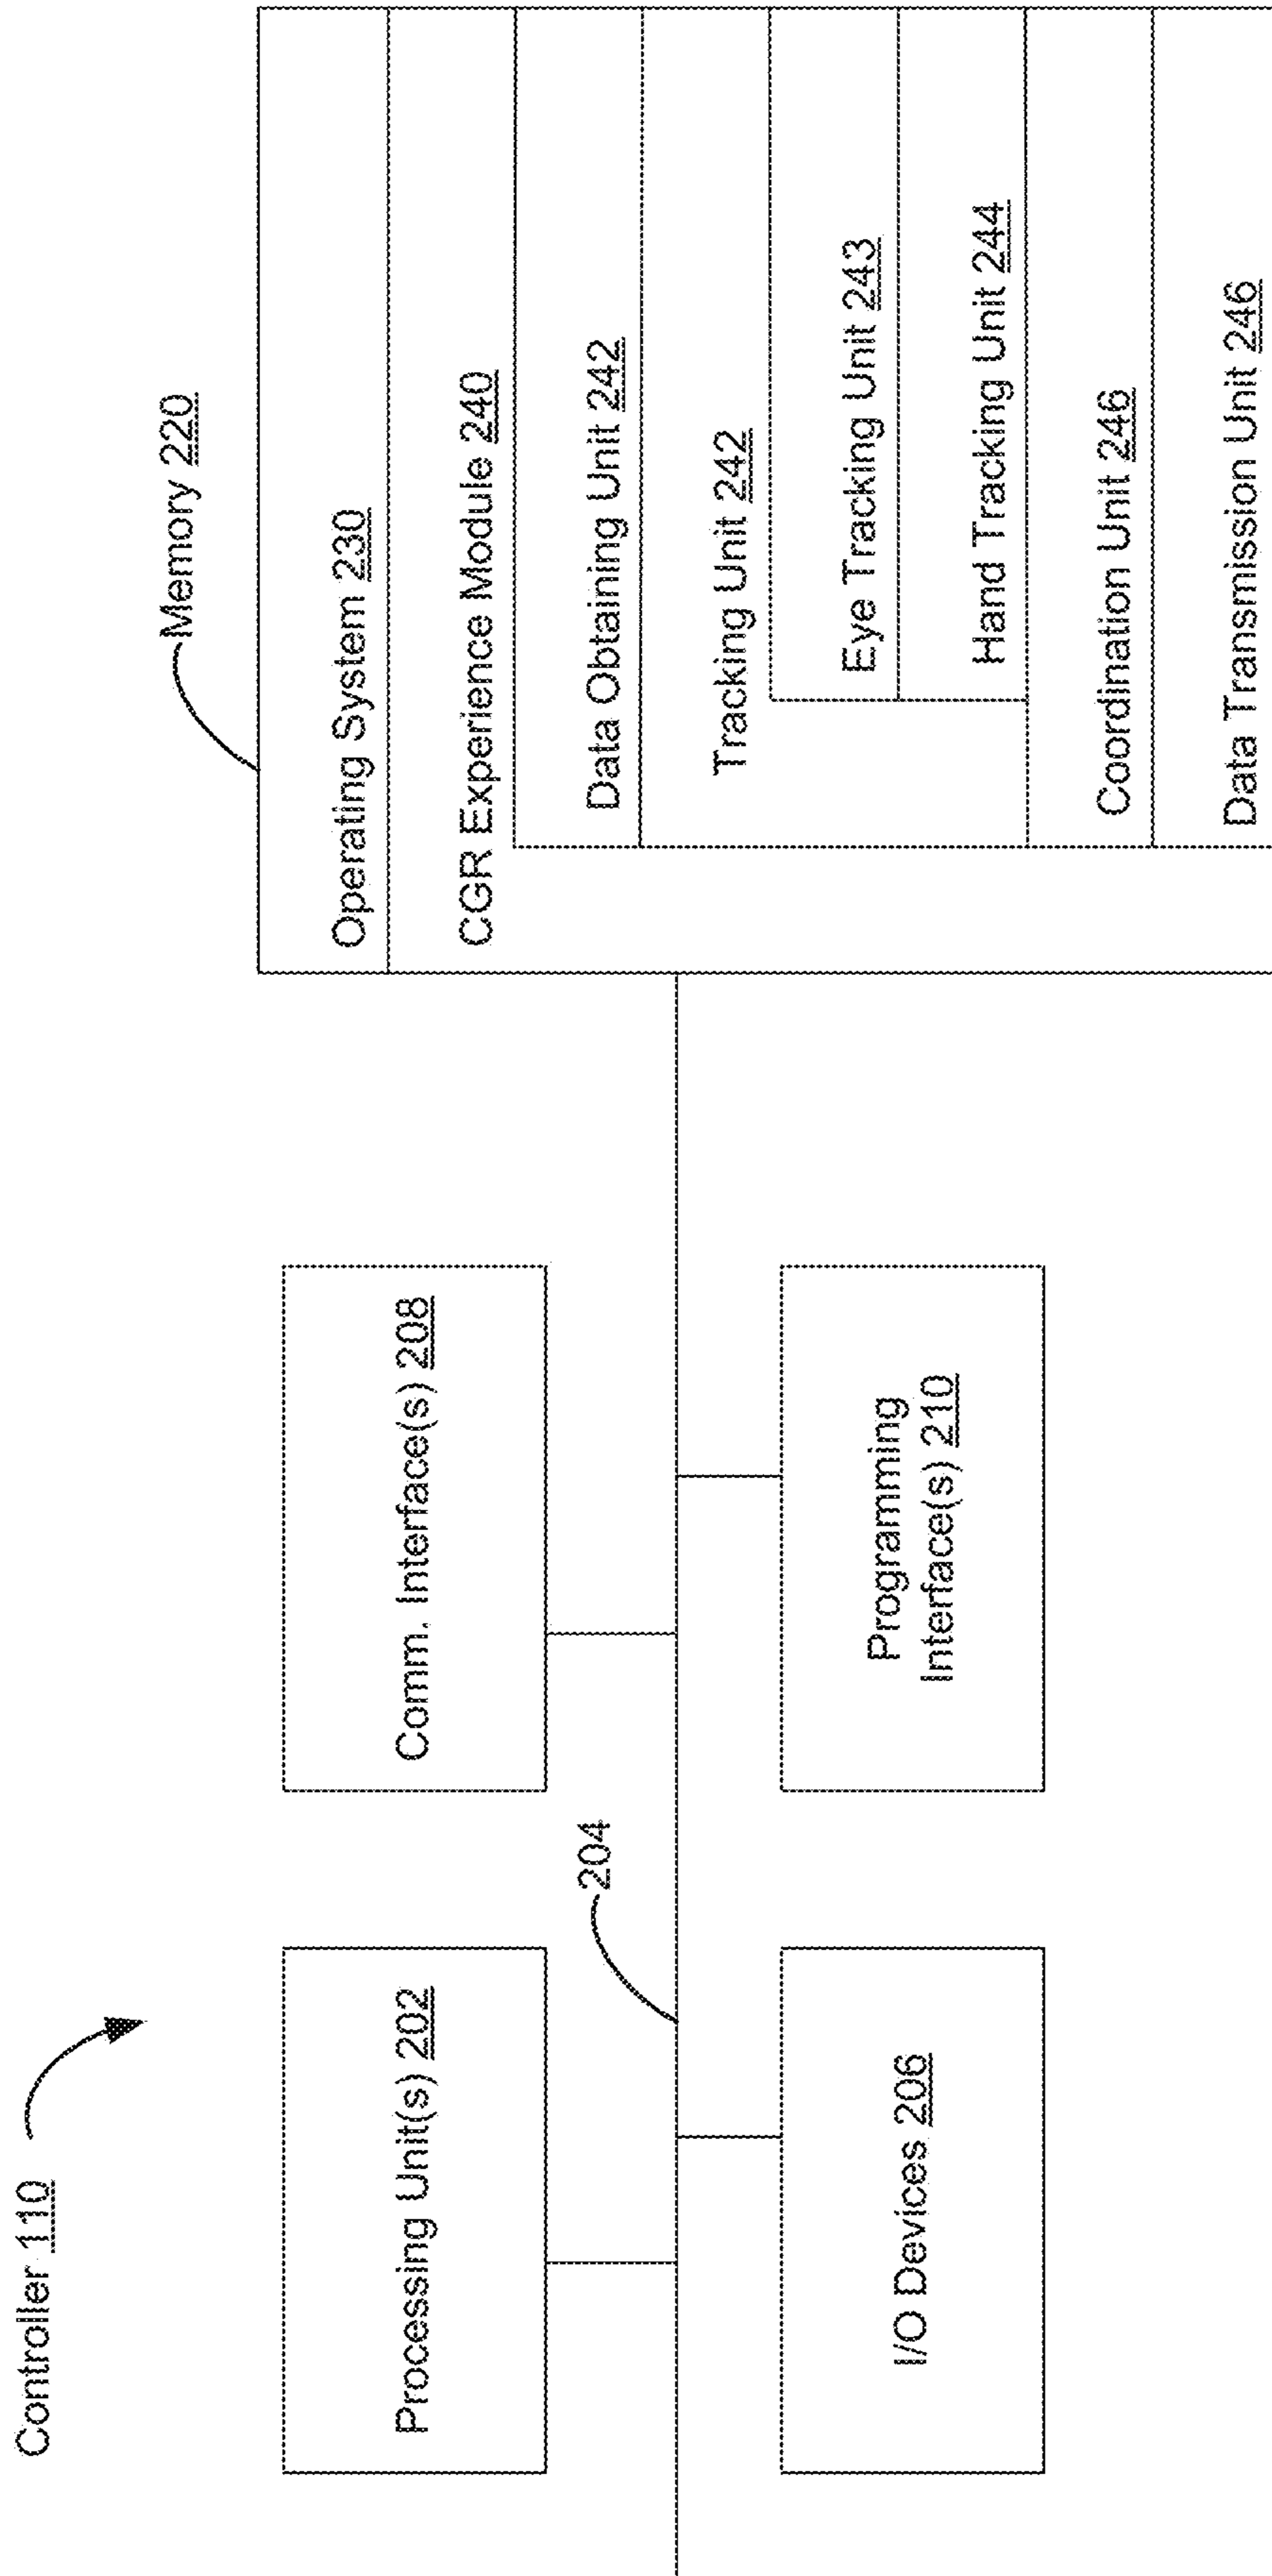 Controller 110
Processing Unit(s) 202
Comm. Interface(s) 208
204
I/O Devices 206
Programming
Interface(s) 210
Memory 220
Operating System 230
CGR Experience Module 240
Data Obtaining Unit 242
Tracking Unit 242
Eye Tracking Unit 243
Hand Tracking Unit 244
Coordination Unit 246
Data Transmission Unit 246